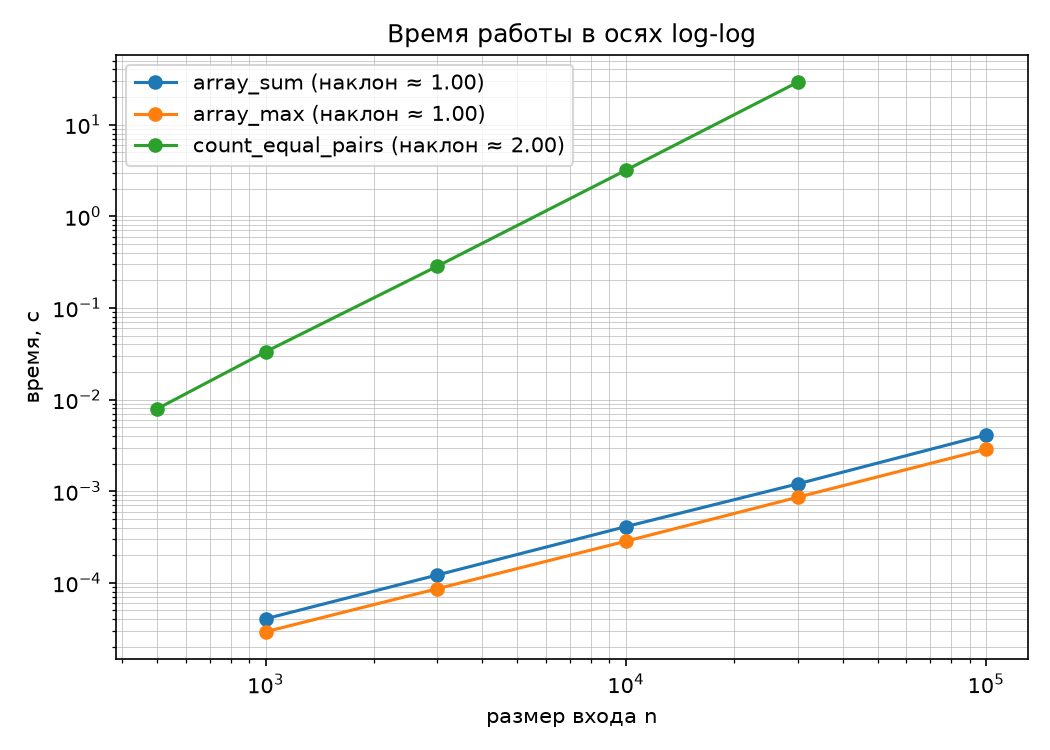 Время работы в осях log-log
array_sum (наклон ≈ 1.00)
array_max (наклон ≈ 1.00)
count_equal_pairs (наклон ≈ 2.00)
время, с
10¹
10⁰
10⁻¹
10⁻²
10⁻³
10⁻⁴
10³
10⁴
10⁵
размер входа n